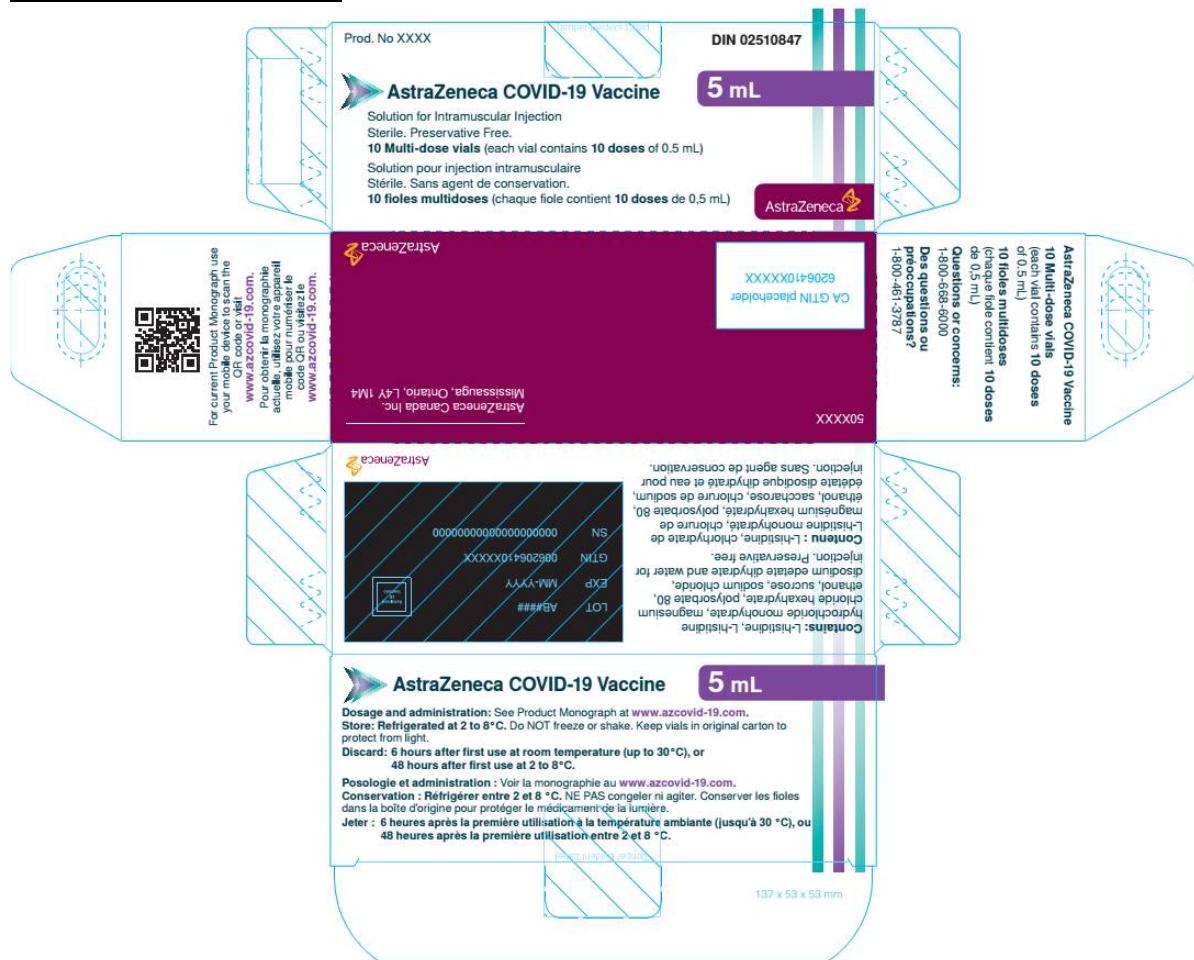 Prod. No XXXX
Tamper Evident Label
DIN 02510847
AstraZeneca COVID-19 Vaccine
5 mL
Solution for Intramuscular Injection
Sterile. Preservative Free.
10 Multi-dose vials (each vial contains 10 doses of 0.5 mL)
Solution pour injection intramusculaire
Stérile. Sans agent de conservation.
10 fioles multidoses (chaque fiole contient 10 doses de 0,5 mL)
AstraZeneca
For current Product Monograph use
your mobile device to scan the
QR code or visit
www.azcovid-19.com.
Pour obtenir la monographie
actuelle, utilisez votre appareil
mobile pour numériser le
code QR ou visitez le
www.azcovid-19.com.
AstraZeneca
CA GTIN placeholder
6206410XXXXX
AstraZeneca Canada Inc.
Mississauga, Ontario, L4Y 1M4
50XXXX
AstraZeneca COVID-19 Vaccine
10 Multi-dose vials
(each vial contains 10 doses
of 0.5 mL)
10 fioles multidoses
(chaque fiole contient 10 doses
de 0,5 mL)
Questions or concerns:
1-800-668-6000
Des questions ou
préoccupations?
1-800-461-3787
Contains: L-histidine, L-histidine
hydrochloride monohydrate, magnesium
chloride hexahydrate, polysorbate 80,
ethanol, sucrose, sodium chloride,
disodium edetate dihydrate and water for
injection. Preservative free.
Contenu : L-histidine, chlorhydrate de
L-histidine monohydraté, chlorure de
magnésium hexahydraté, polysorbate 80,
éthanol, saccharose, chlorure de sodium,
édétate disodique dihydraté et eau pour
injection. Sans agent de conservation.
LOT AB####
EXP MM-YYYY
GTIN 006206410XXXXX
SN 00000000000000000000
AstraZeneca
AstraZeneca COVID-19 Vaccine
5 mL
Dosage and administration: See Product Monograph at www.azcovid-19.com.
Store: Refrigerated at 2 to 8°C. Do NOT freeze or shake. Keep vials in original carton to
protect from light.
Discard: 6 hours after first use at room temperature (up to 30°C), or
48 hours after first use at 2 to 8°C.
Posologie et administration : Voir la monographie au www.azcovid-19.com.
Conservation : Réfrigérer entre 2 et 8 °C. NE PAS congeler ni agiter. Conserver les fioles
dans la boîte d'origine pour protéger le médicament de la lumière.
Jeter : 6 heures après la première utilisation à la température ambiante (jusqu'à 30 °C), ou
48 heures après la première utilisation entre 2 et 8 °C.
Tamper Evident Label
137 x 53 x 53 mm